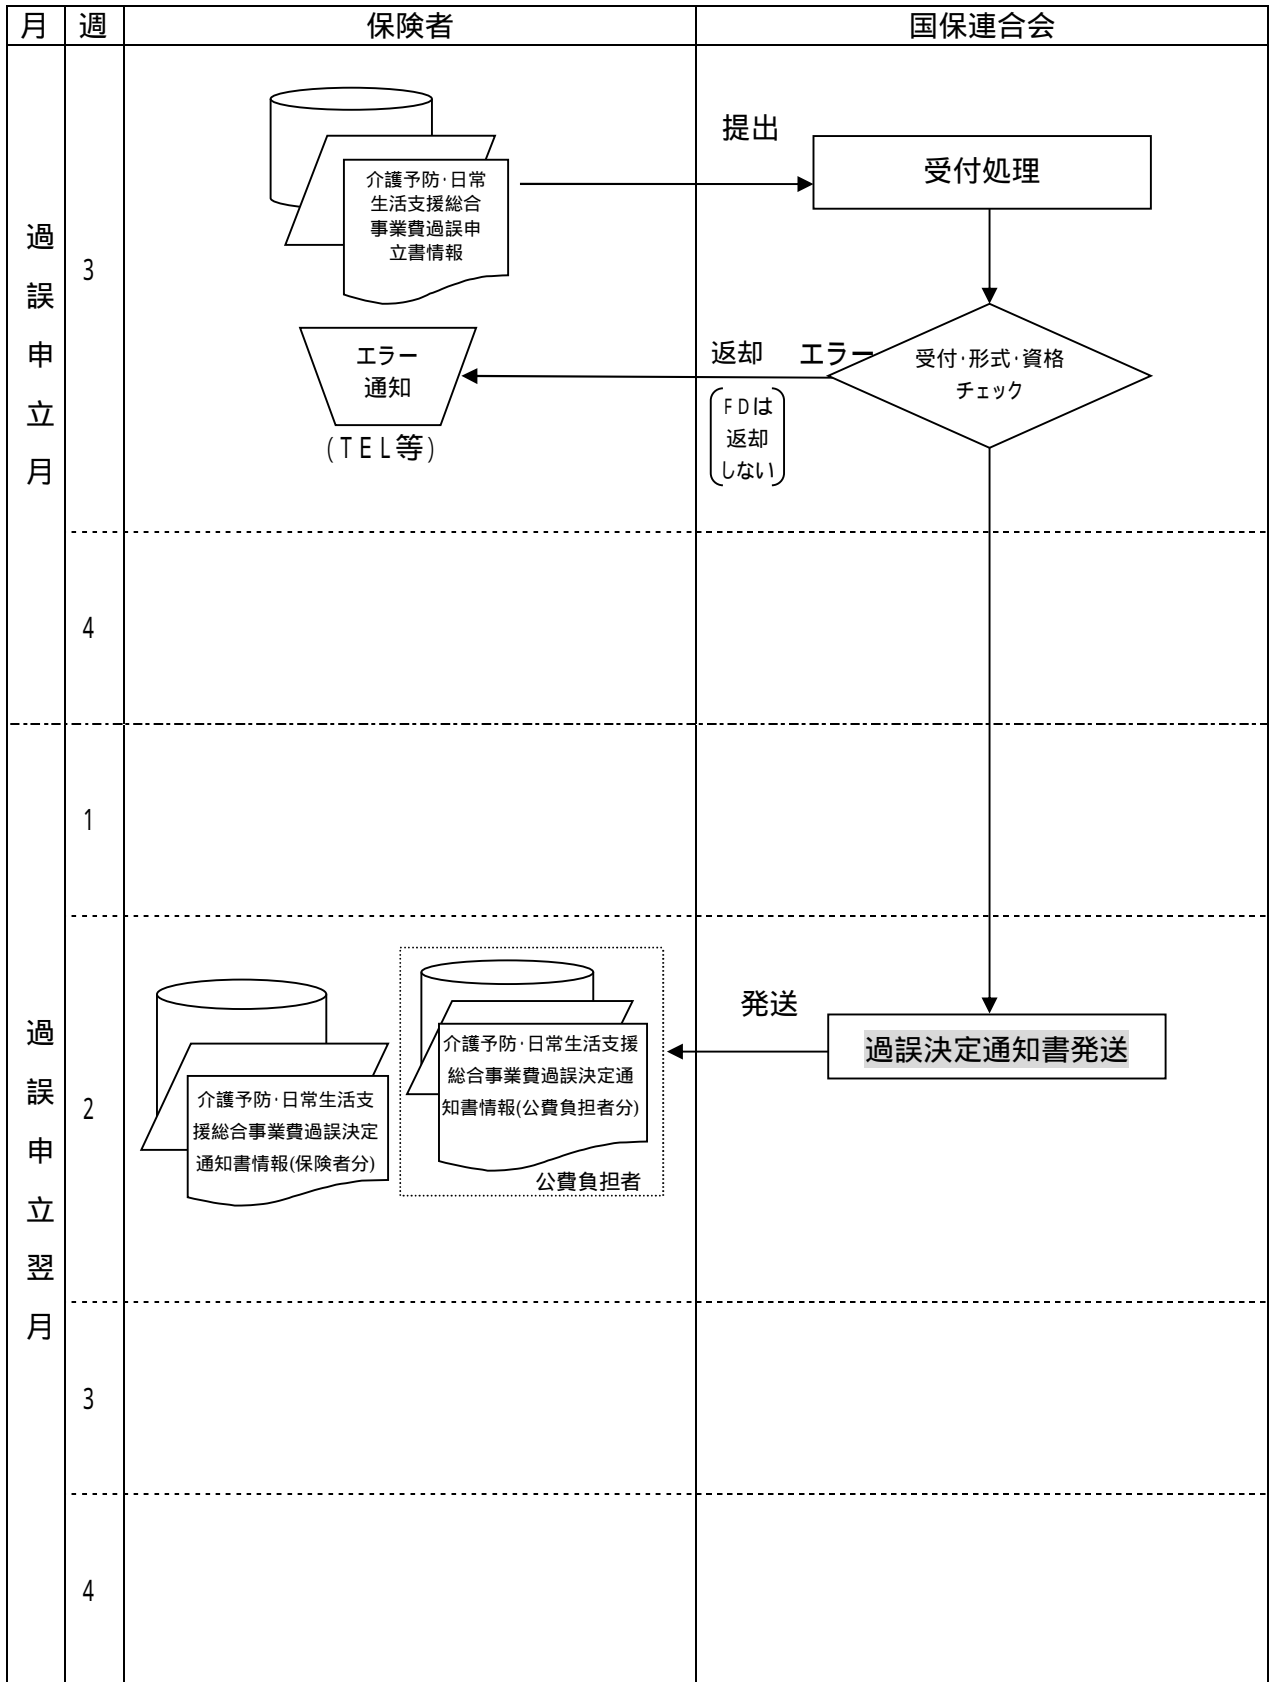 月 週 保険者 国保連合会
過誤申立月
3
介護予防・日常
生活支援総合
事業費過誤申
立書情報
提出
受付処理
エラー
通知
(TEL等)
返却 エラー
FDは
返却
しない
受付・形式・資格
チェック
4
過誤申立翌月
1
2
介護予防・日常生活支
援総合事業費過誤決定
通知書情報(保険者分)
介護予防・日常生活支援
総合事業費過誤決定通
知書情報(公費負担者分)
公費負担者
発送
過誤決定通知書発送
3
4